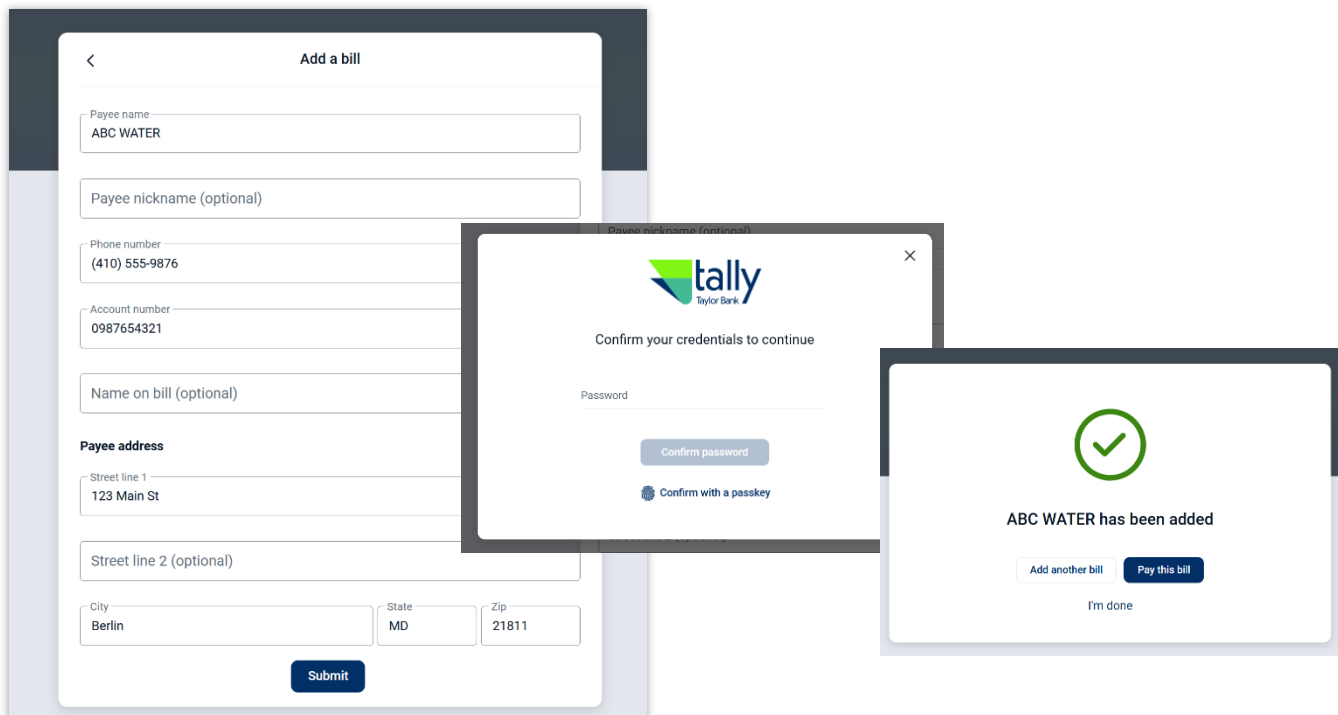 Add a bill
Payee name
ABC WATER
Payee nickname (optional)
Phone number
(410) 555-9876
Account number
0987654321
Name on bill (optional)
Payee address
Street line 1
123 Main St
Street line 2 (optional)
City
Berlin
State
MD
Zip
21811
Submit
Payee nickname (optional)
tally
Taylor Bank
Confirm your credentials to continue
Password
Confirm password
Confirm with a passkey
ABC WATER has been added
Add another bill
Pay this bill
I'm done